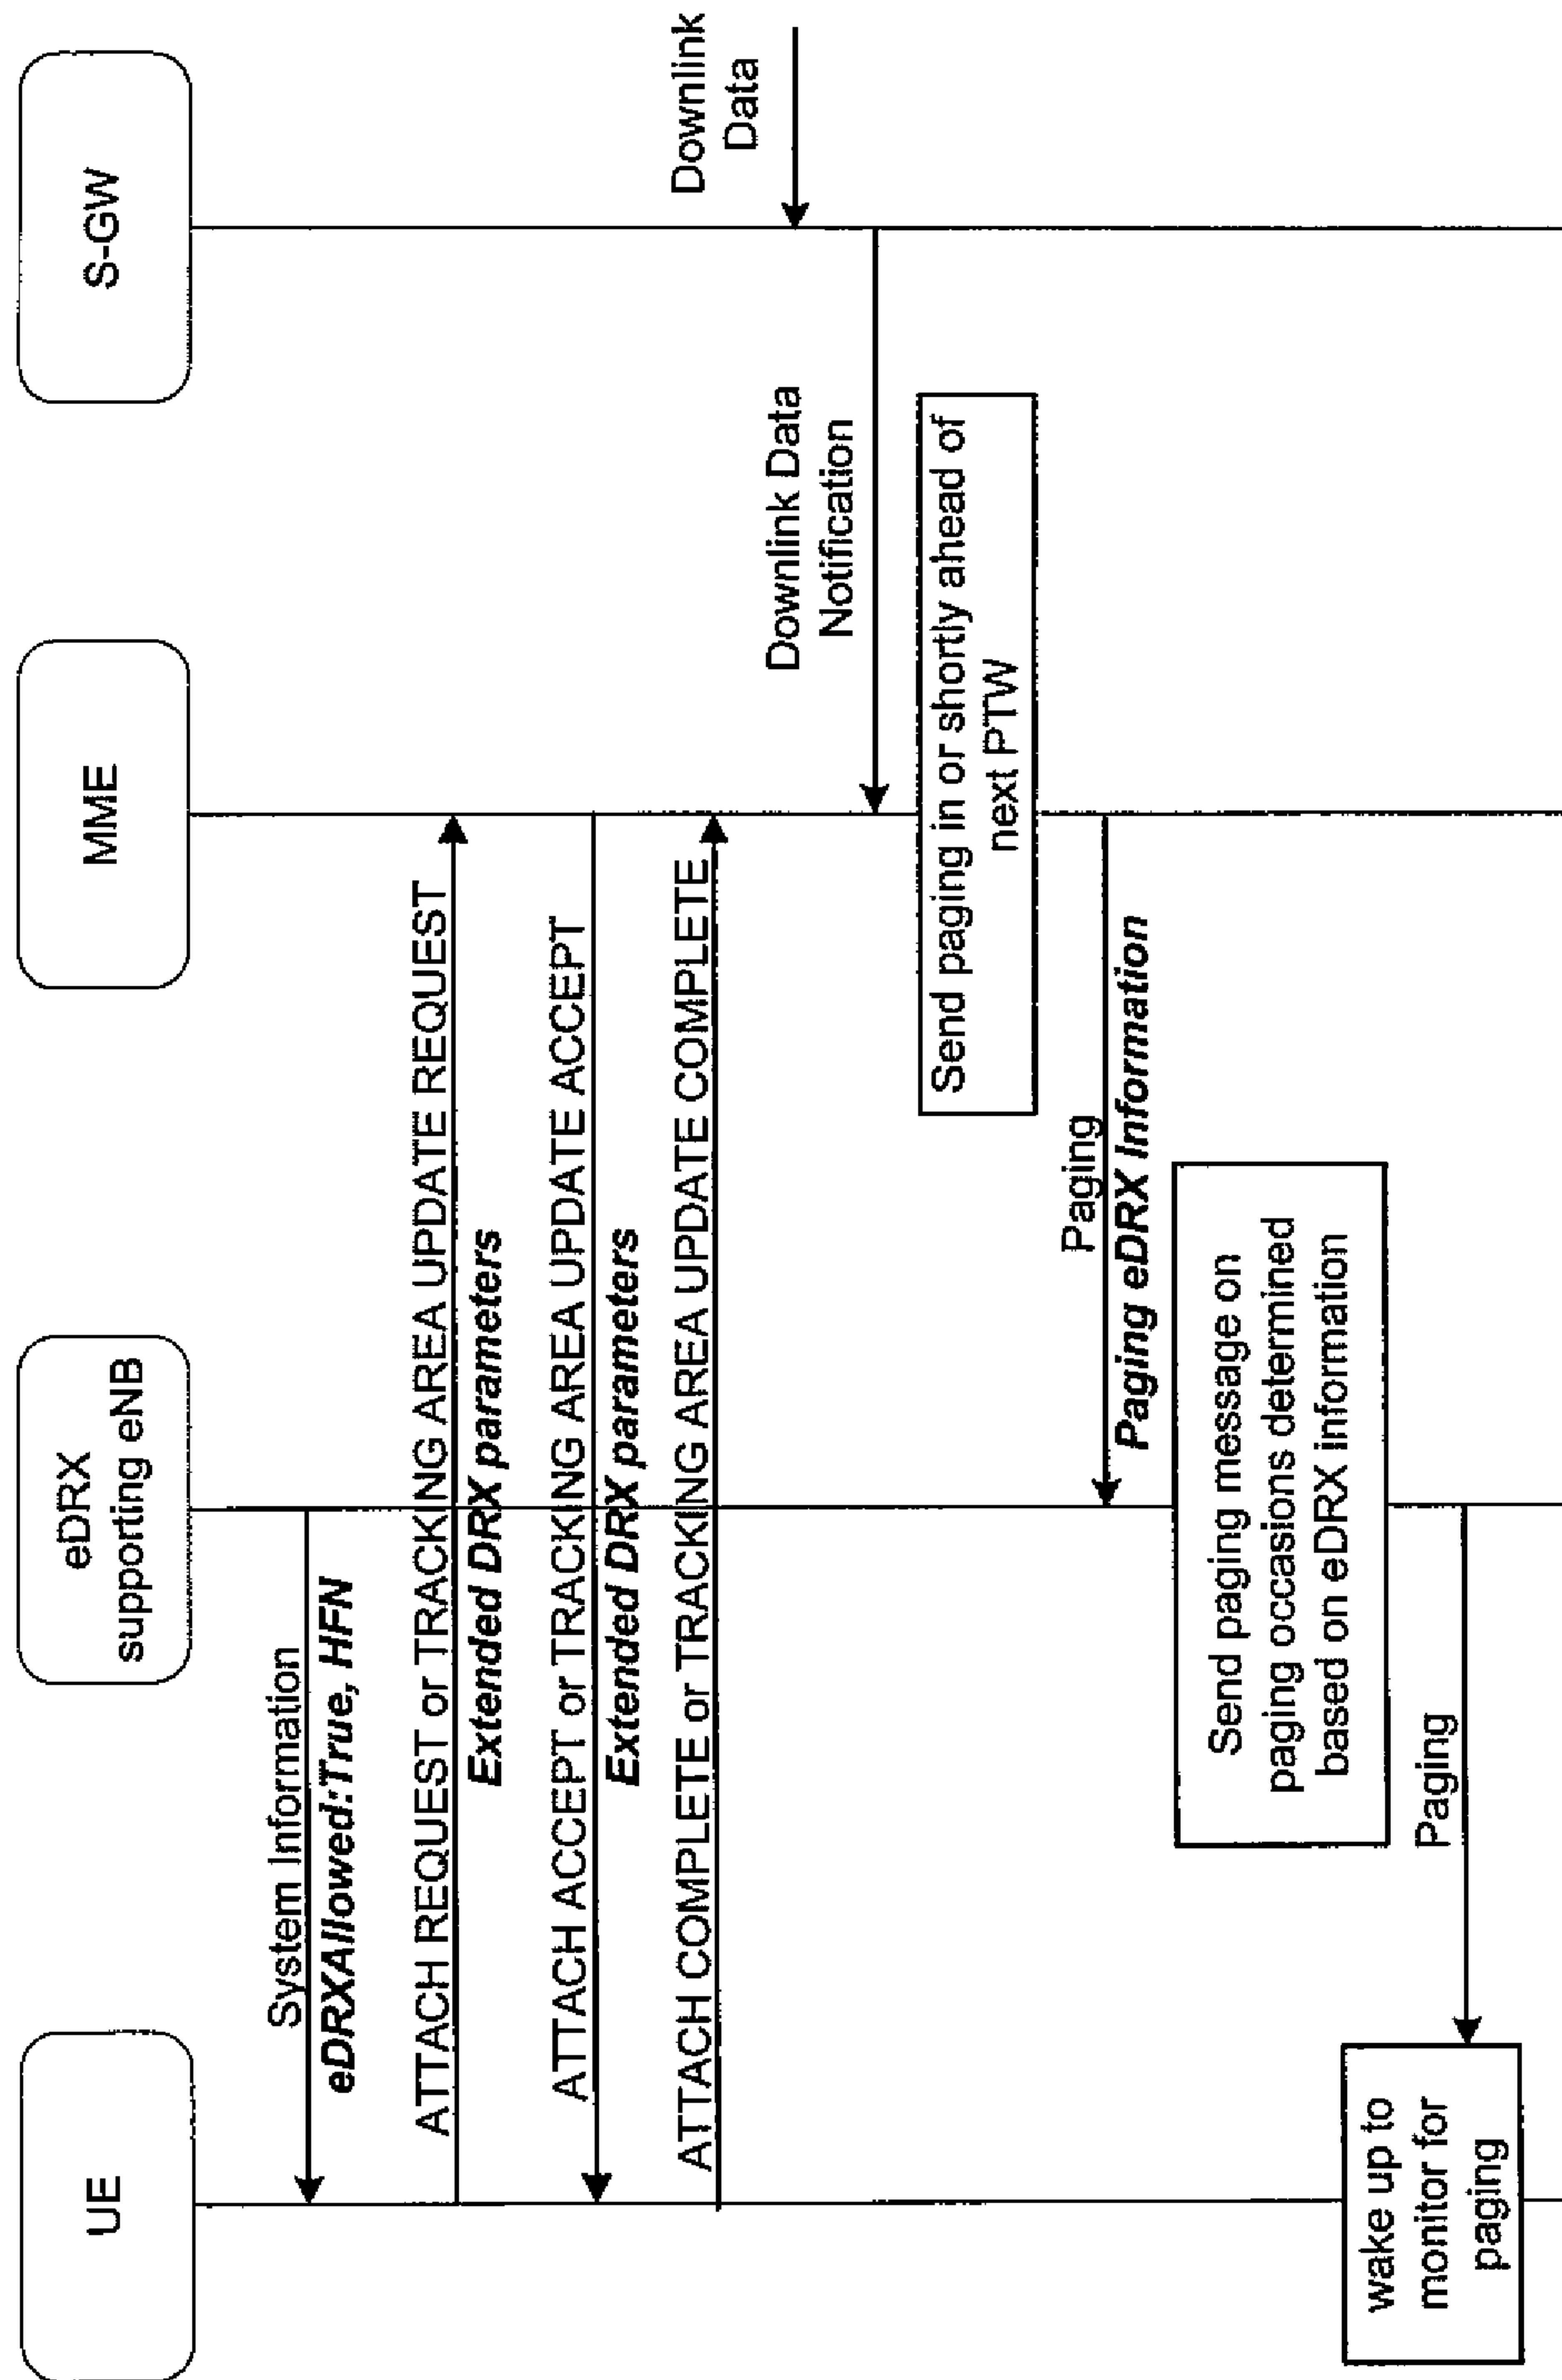 UE
eDRX
supporting eNB
MME
S-GW
System Information
eDRXAllowed:True, HFN
ATTACH REQUEST or TRACKING AREA UPDATE REQUEST
Extended DRX parameters
ATTACH ACCEPT or TRACKING AREA UPDATE ACCEPT
Extended DRX parameters
ATTACH COMPLETE or TRACKING AREA UPDATE COMPLETE
Downlink
Data
Downlink Data
Notification
Send paging in or shortly ahead of
next PTW
Paging
Paging eDRX Information
Send paging message on
paging occasions determined
based on eDRX information
wake up to
monitor for
paging
Paging